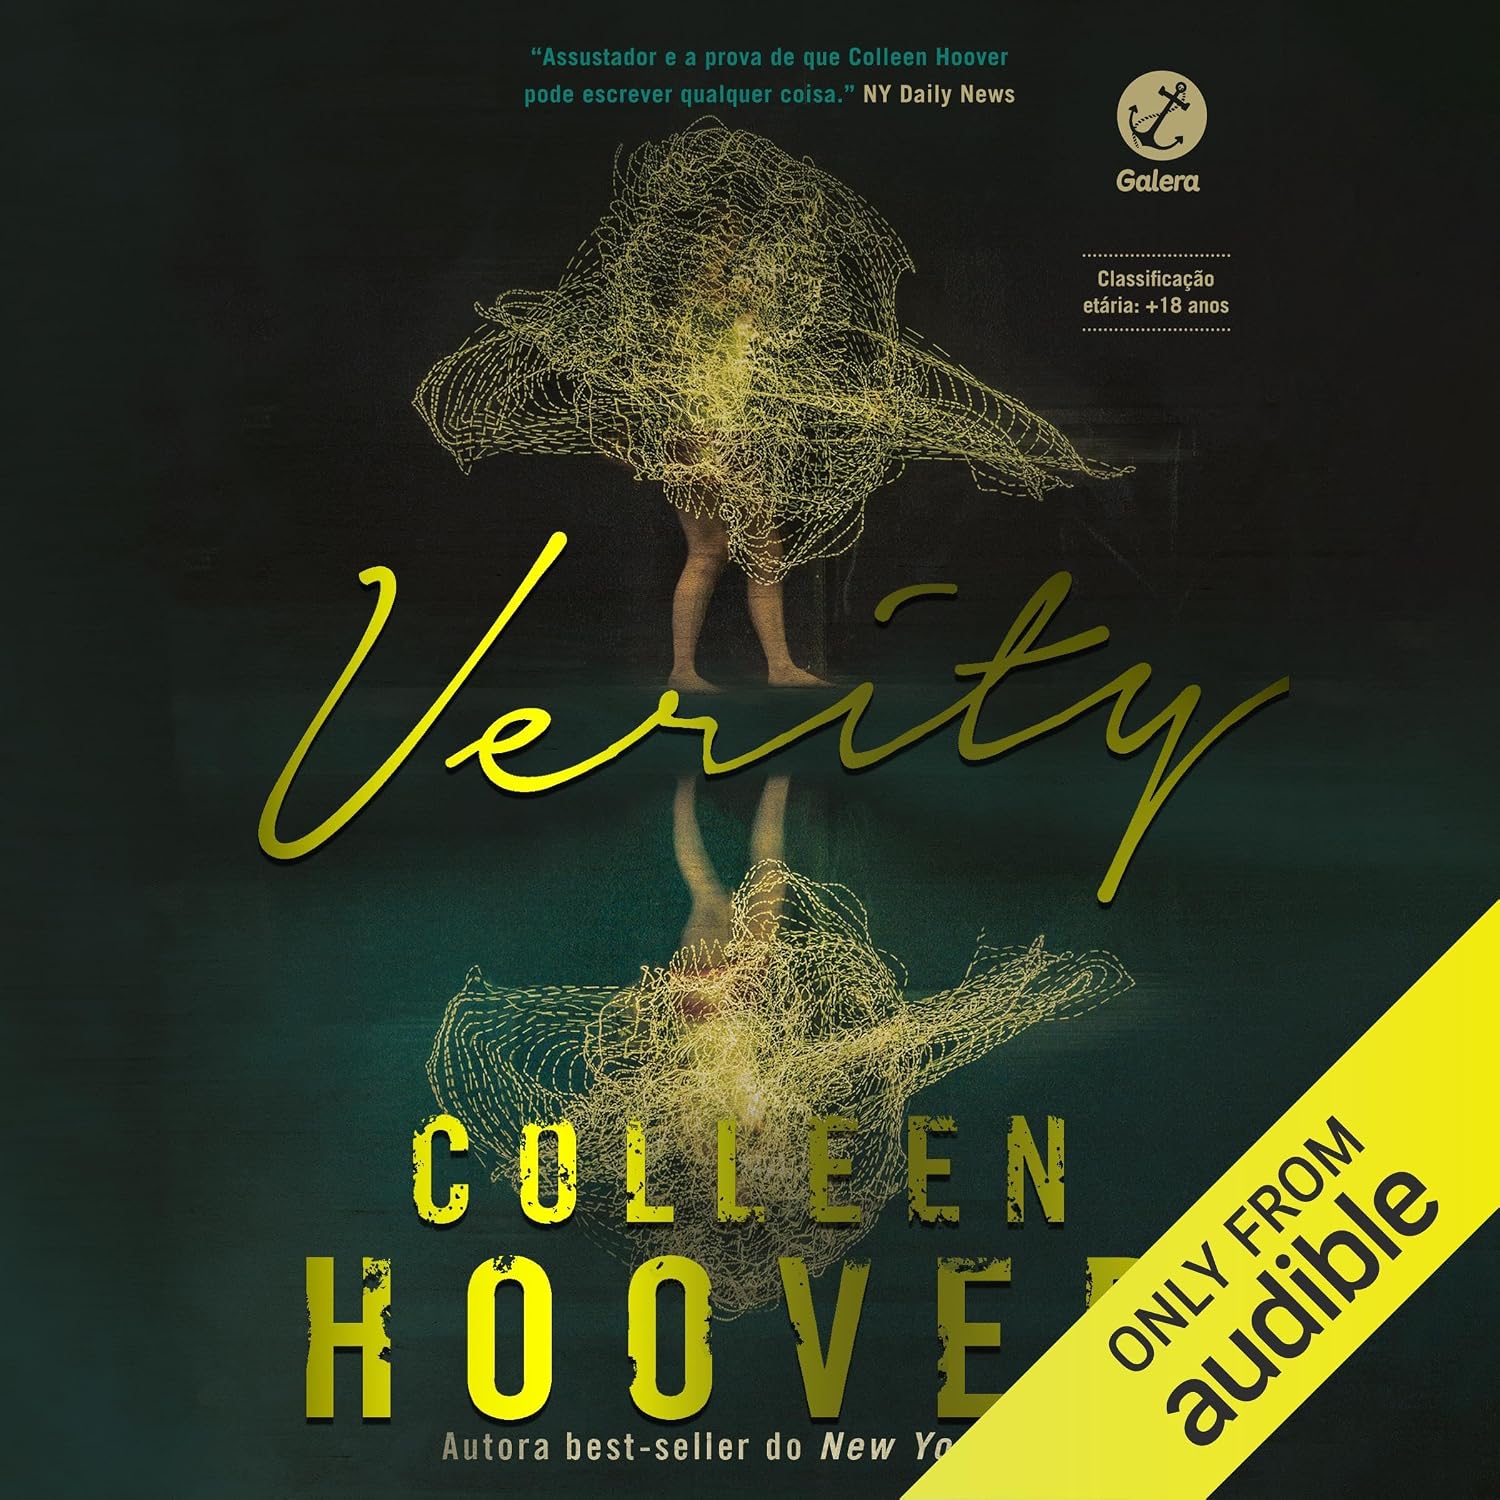 “Assustador e a prova de que Colleen Hoover
pode escrever qualquer coisa.” NY Daily News
Galera
Classificação
etária: +18 anos
Verity
COLLEEN
HOOVER
Autora best-seller do New Yo
ONLY FROM
audible